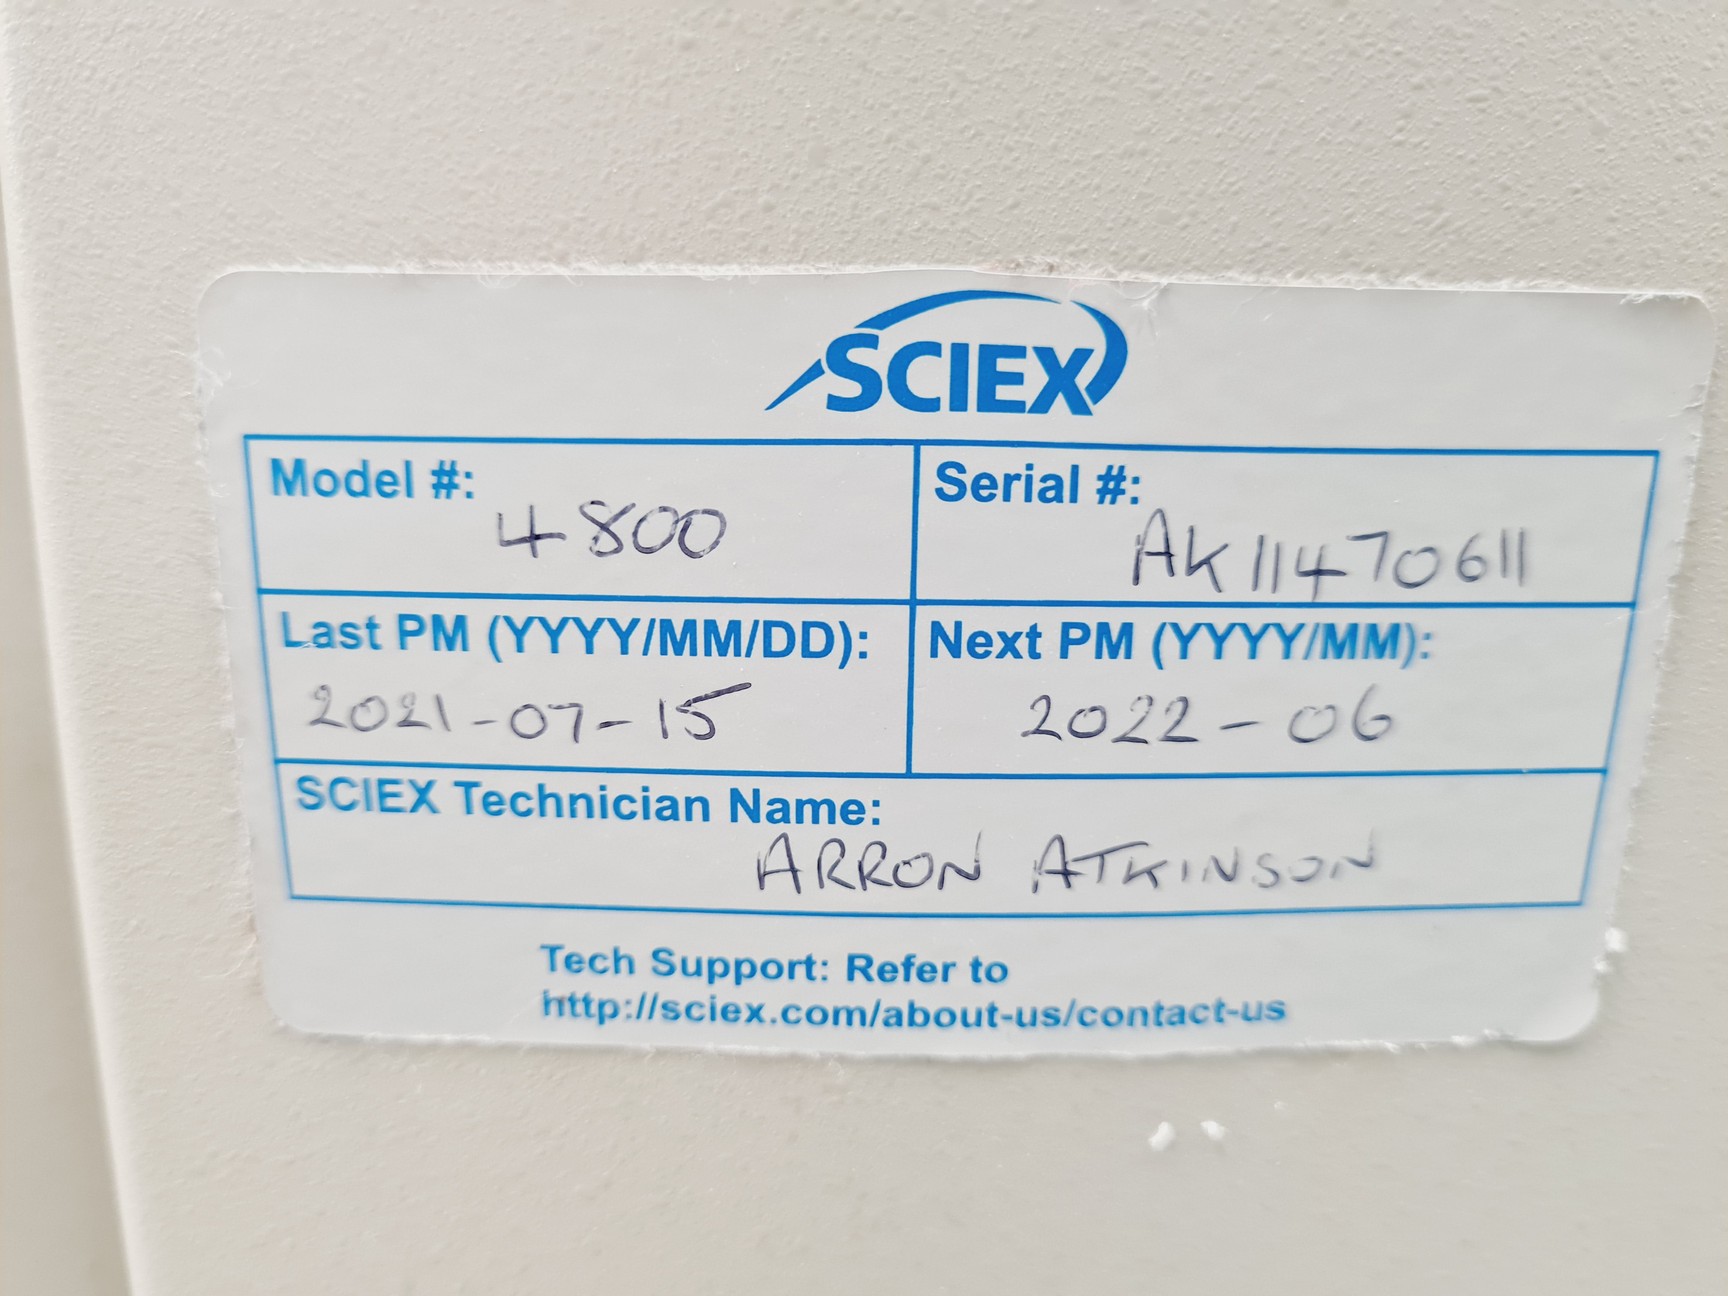 SCIEX
Model #:
4800
Serial #:
AK11470611
Last PM (YYYY/MM/DD):
2021-07-15
Next PM (YYYY/MM):
2022-06
SCIEX Technician Name:
ARRON ATKINSON
Tech Support: Refer to
http://sciex.com/about-us/contact-us